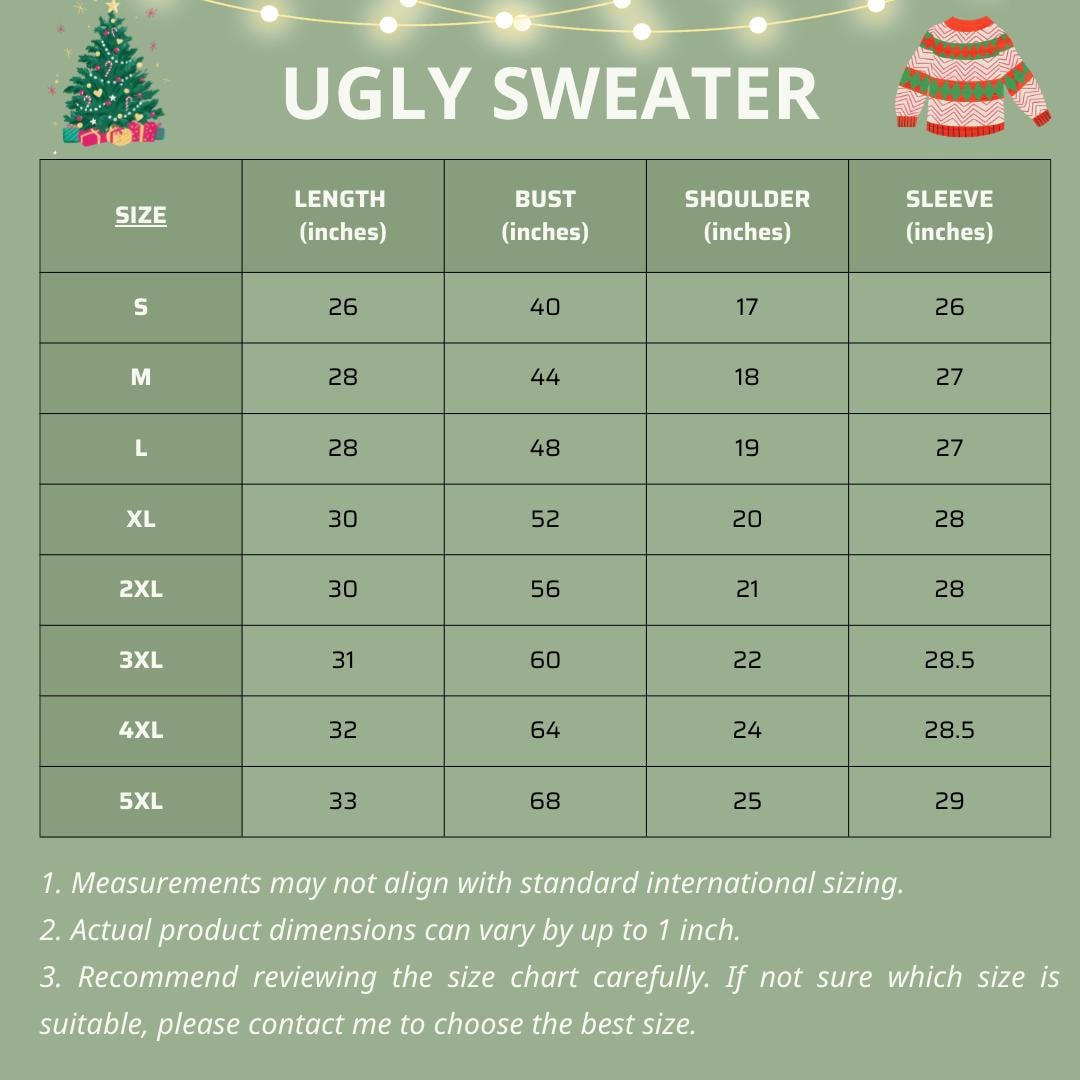 UGLY SWEATER
SIZE LENGTH (inches) BUST (inches) SHOULDER (inches) SLEEVE (inches)
S 26 40 17 26
M 28 44 18 27
L 28 48 19 27
XL 30 52 20 28
2XL 30 56 21 28
3XL 31 60 22 28.5
4XL 32 64 24 28.5
5XL 33 68 25 29
1. Measurements may not align with standard international sizing.
2. Actual product dimensions can vary by up to 1 inch.
3. Recommend reviewing the size chart carefully. If not sure which size is
suitable, please contact me to choose the best size.